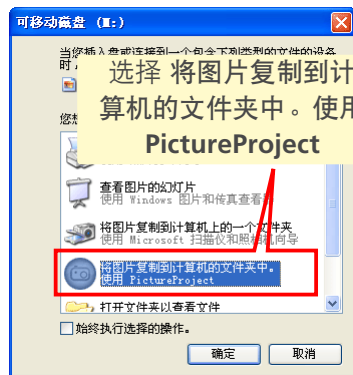 可移动磁盘 (M:)
当您插入盘或连接到一个包含下列类型的文件的设备
时
选择 将图片复制到计
算机的文件夹中。使用
PictureProject
查看图片的幻灯片
使用 Windows 图片和传真查看
将图片复制到计算机上的一个文件夹
使用 Microsoft 扫描仪和照相机向导
将图片复制到计算机的文件夹中。
使用 PictureProject
打开文件夹以查看文件
始终执行选择的操作。
确定
取消